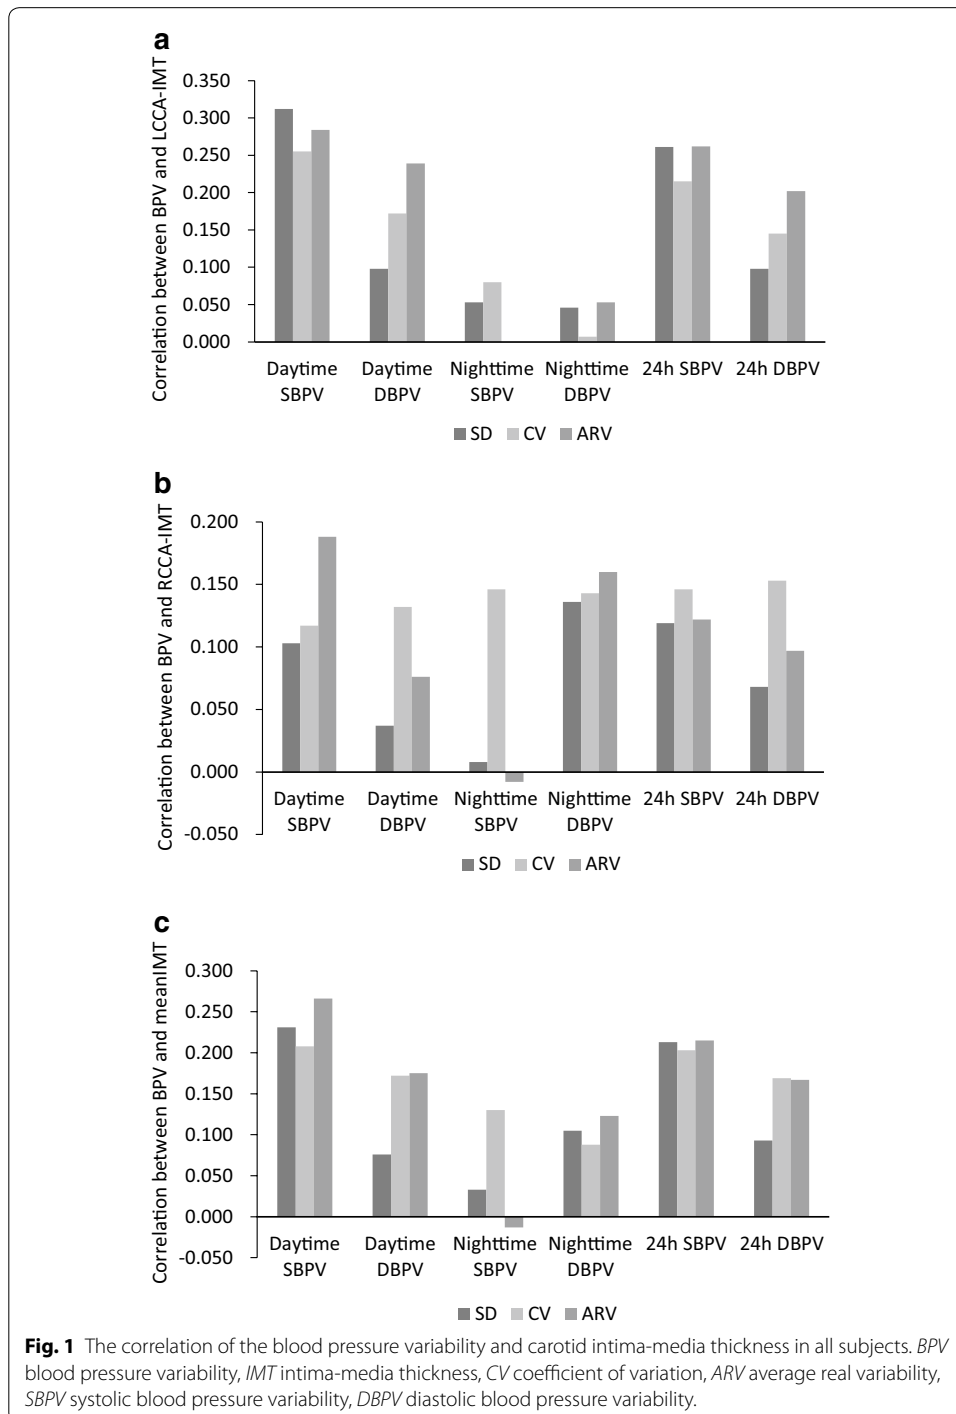 a
Correlation between BPV and LCCA-IMT
0.350
0.300
0.250
0.200
0.150
0.100
0.050
0.000
Daytime SBPV
Daytime DBPV
Nighttime SBPV
Nighttime DBPV
24h SBPV
24h DBPV
SD CV ARV
b
Correlation between BPV and RCCA-IMT
0.200
0.150
0.100
0.050
0.000
-0.050
Daytime SBPV
Daytime DBPV
Nighttime SBPV
Nighttime DBPV
24h SBPV
24h DBPV
SD CV ARV
c
Correlation between BPV and meanIMT
0.300
0.250
0.200
0.150
0.100
0.050
0.000
-0.050
Daytime SBPV
Daytime DBPV
Nighttime SBPV
Nighttime DBPV
24h SBPV
24h DBPV
SD CV ARV
Fig. 1 The correlation of the blood pressure variability and carotid intima-media thickness in all subjects. BPV
blood pressure variability, IMT intima-media thickness, CV coefficient of variation, ARV average real variability,
SBPV systolic blood pressure variability, DBPV diastolic blood pressure variability.